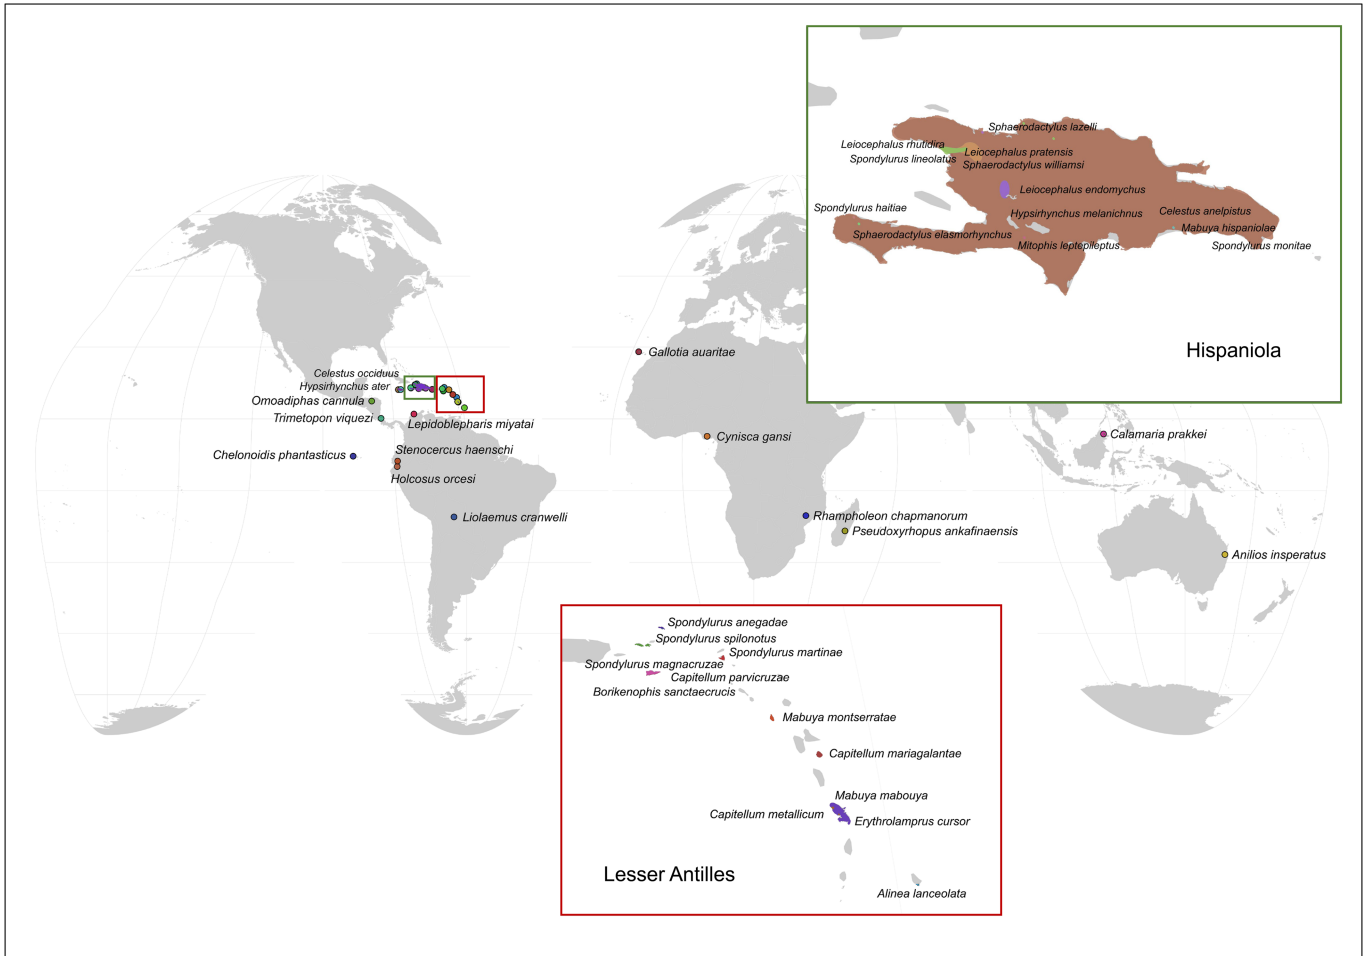 Sphaerodactylus lazelli
Leiocephalus rhutidira
Leiocephalus pratensis
Spondylurus lineolatus
Sphaerodactylus williamsi
Leiocephalus endomychus
Spondylurus haitiae
Hypsirhynchus melanichnus
Celestus anelpistus
Mabuya hispaniolae
Sphaerodactylus elasmorhynchus
Mitophis leptepileptus
Spondylurus monitae
Hispaniola
Gallotia auaritae
Celestus occiduus
Hypsirhynchus ater
Omoadiphas cannula
Trimetopon viquezi
Lepidoblepharis miyatai
Cynisca gansi
Calamaria prakkei
Stenocercus haenschi
Chelonoidis phantasticus
Holcosus orcesi
Liolaemus cranwelli
Rhampholeon chapmanorum
Pseudoxyrhopus ankafinaensis
Anilios insperatus
Spondylurus anegadae
Spondylurus spilonotus
Spondylurus martinae
Spondylurus magnacruzae
Capitellum parvicruzae
Borikenophis sanctaecrucis
Mabuya montserratae
Capitellum mariagalantae
Mabuya mabouya
Capitellum metallicum
Erythrolamprus cursor
Lesser Antilles
Alinea lanceolata